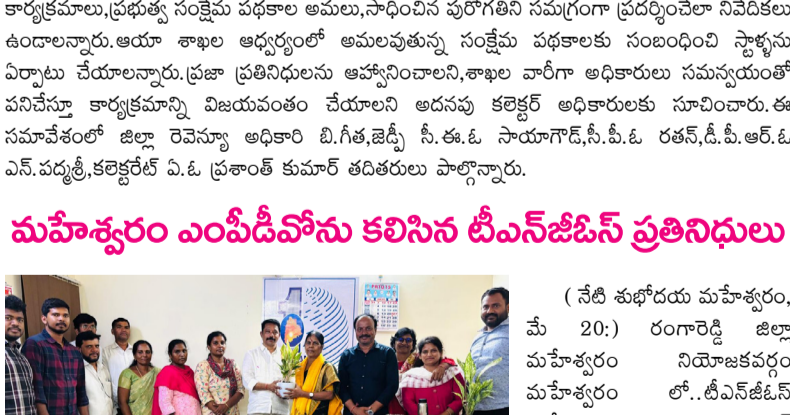 కార్యక్రమాలు,ప్రభుత్వ సంక్షేమ పథకాల అమలు,సాధించిన పురోగతిని సమగ్రంగా ప్రదర్శించేలా నివేదికలు
ఉండాలన్నారు.ఆయా శాఖల ఆధ్వర్యంలో అమలవుతున్న సంక్షేమ పథకాలకు సంబంధించి స్టాళ్ళను
ఏర్పాటు చేయాలన్నారు.ప్రజా ప్రతినిధులను ఆహ్వానించాలని,శాఖల వారీగా అధికారులు సమన్వయంతో
పనిచేస్తూ కార్యక్రమాన్ని విజయవంతం చేయాలని అదనపు కలెక్టర్ అధికారులకు సూచించారు.ఈ
సమావేశంలో జిల్లా రెవెన్యూ అధికారి బి.గీత,జెడ్పీ సీ.ఈ.ఓ సాయాగౌడ్,సీ.పీ.ఓ రతన్,డీ.పీ.ఆర్.ఓ
ఎన్.పద్మశ్రీ,కలెక్టరేట్ ఏ.ఓ ప్రశాంత్ కుమార్ తదితరులు పాల్గొన్నారు.
మహేశ్వరం ఎంపీడీవోను కలిసిన టీఎన్‌జీఓస్ ప్రతినిధులు
( నేటి శుభోదయ మహేశ్వరం,
మే 20:) రంగారెడ్డి జిల్లా
మహేశ్వరం నియోజకవర్గం
మహేశ్వరం లో..టీఎన్‌జీఓస్